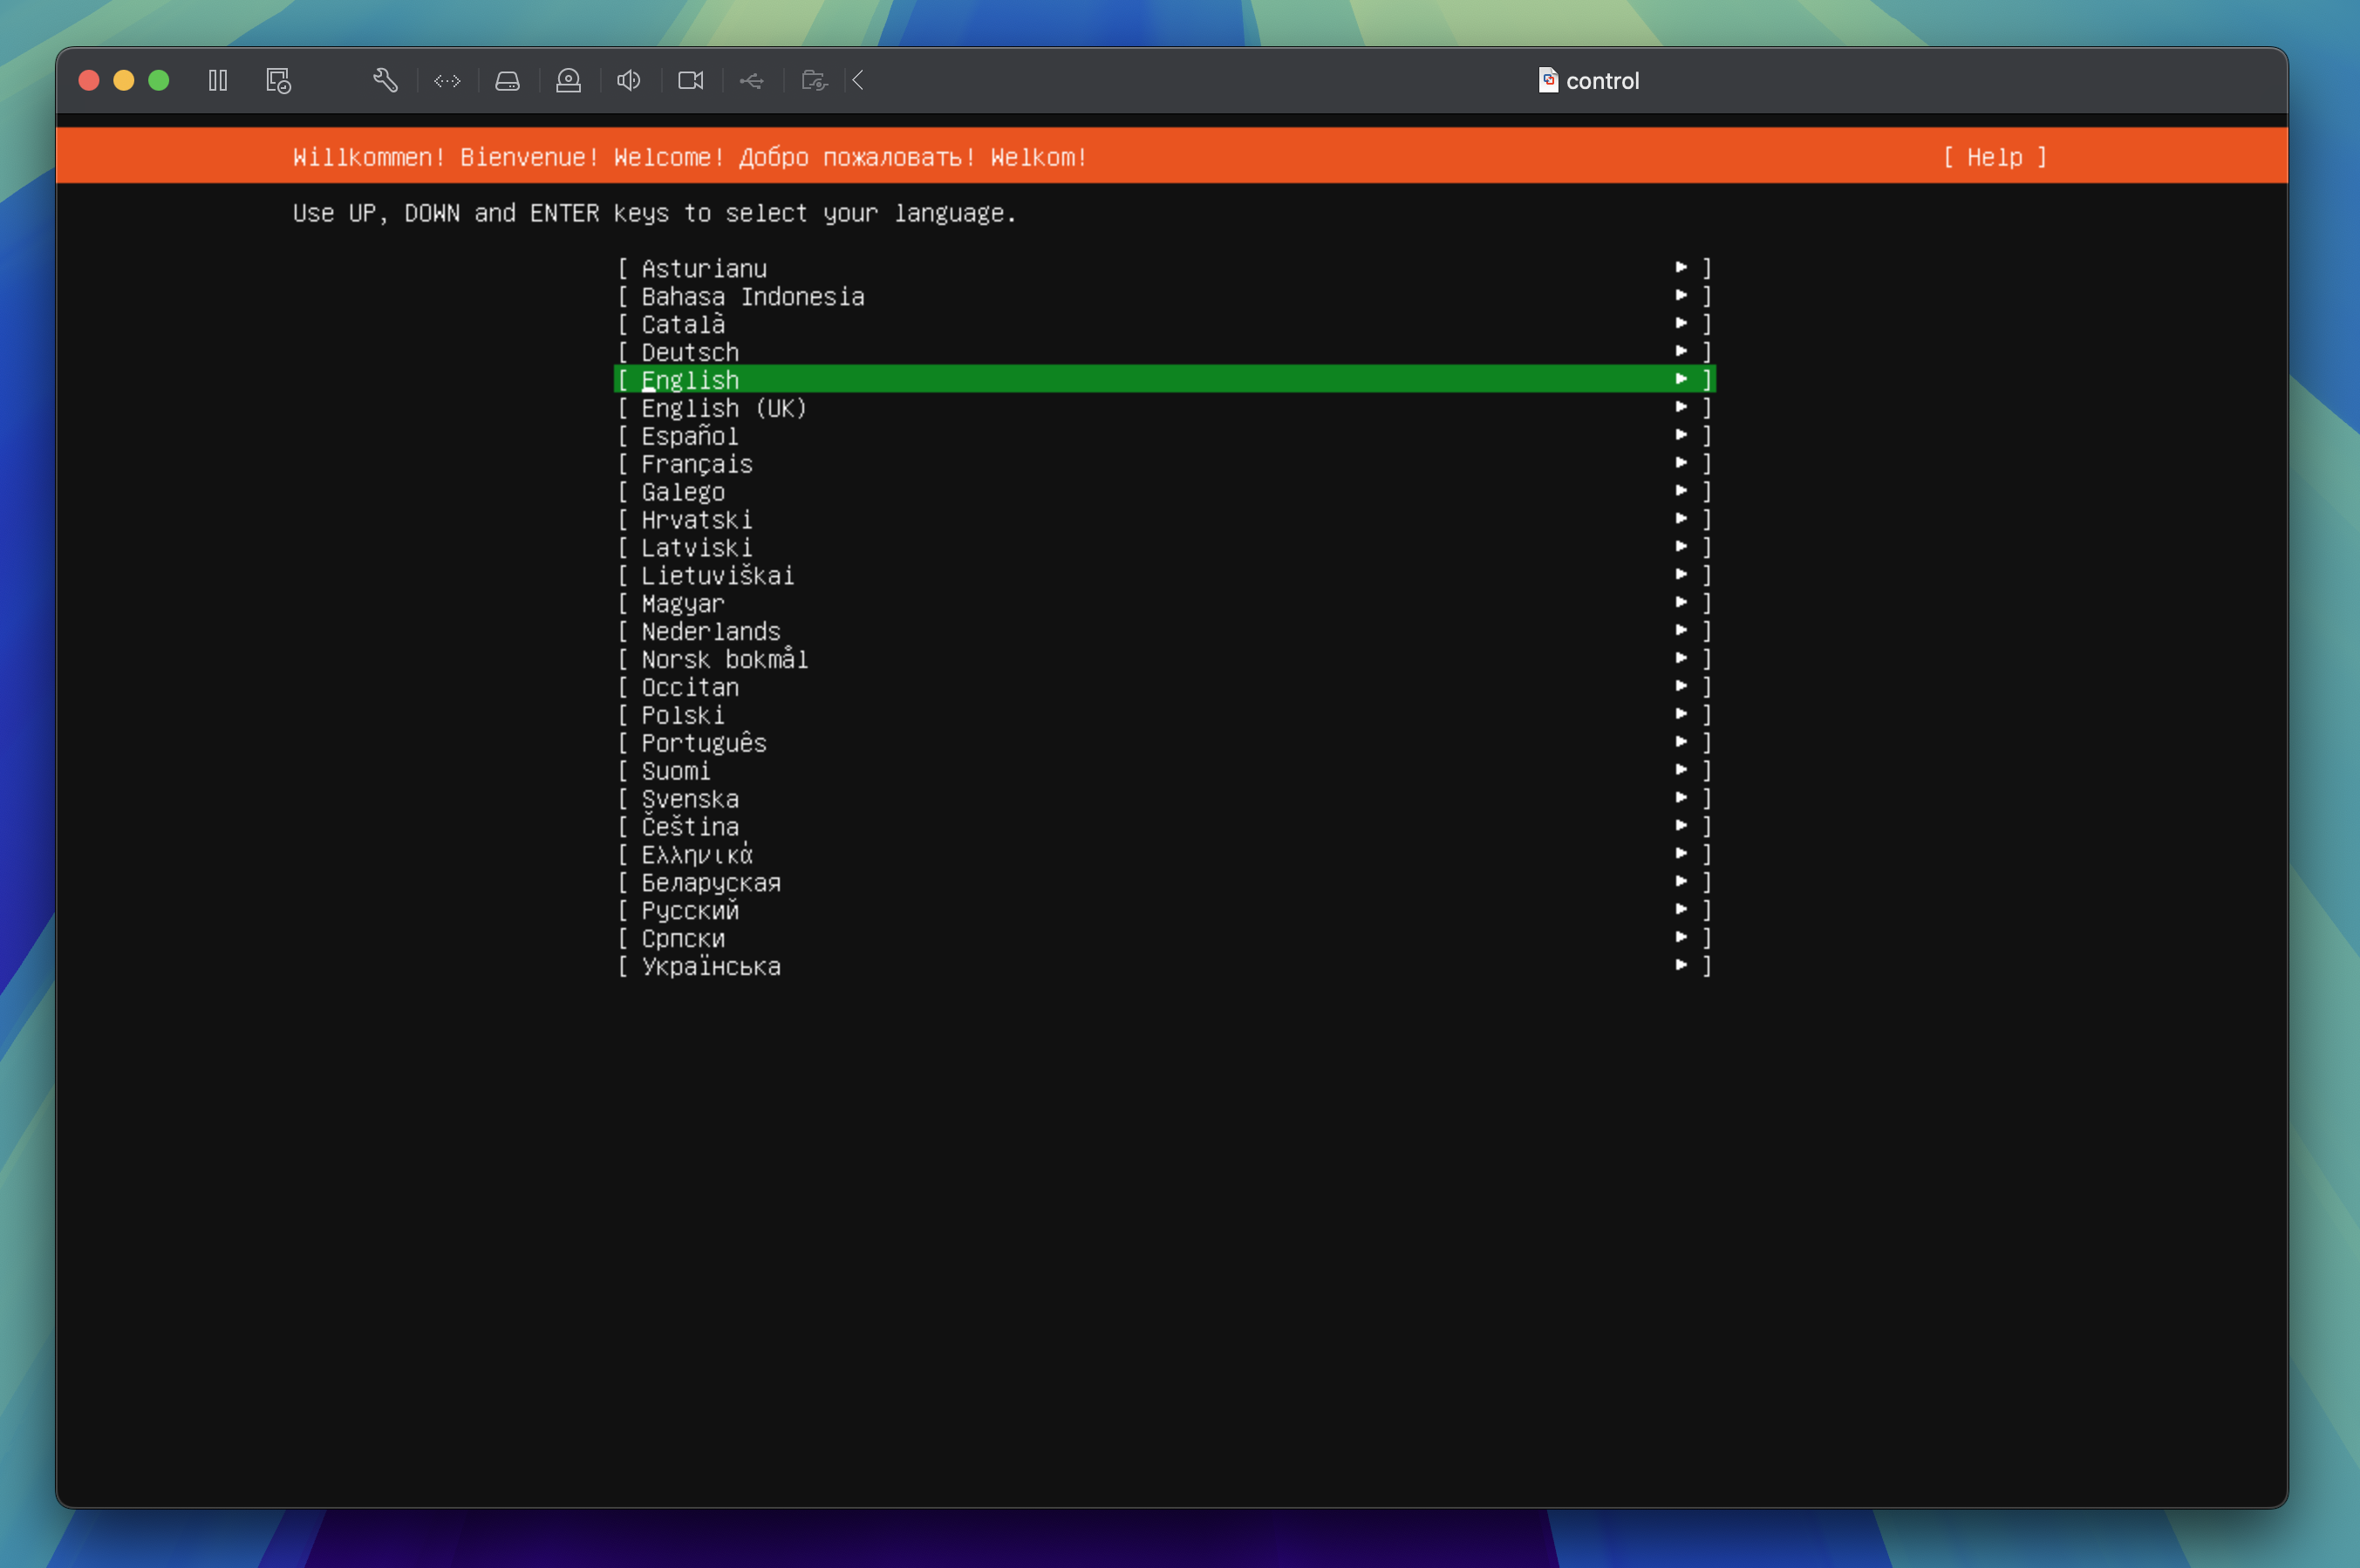 control
Willkommen! Bienvenue! Welcome! Добро пожаловать! Welkom! [ Help ]
Use UP, DOWN and ENTER keys to select your language.
[ Asturianu ► ]
[ Bahasa Indonesia ► ]
[ Català ► ]
[ Deutsch ► ]
[ English ► ]
[ English (UK) ► ]
[ Español ► ]
[ Français ► ]
[ Galego ► ]
[ Hrvatski ► ]
[ Latviski ► ]
[ Lietuviškai ► ]
[ Magyar ► ]
[ Nederlands ► ]
[ Norsk bokmål ► ]
[ Occitan ► ]
[ Polski ► ]
[ Português ► ]
[ Suomi ► ]
[ Svenska ► ]
[ Čeština ► ]
[ Ελληνικά ► ]
[ Беларуская ► ]
[ Русский ► ]
[ Српски ► ]
[ Українська ► ]